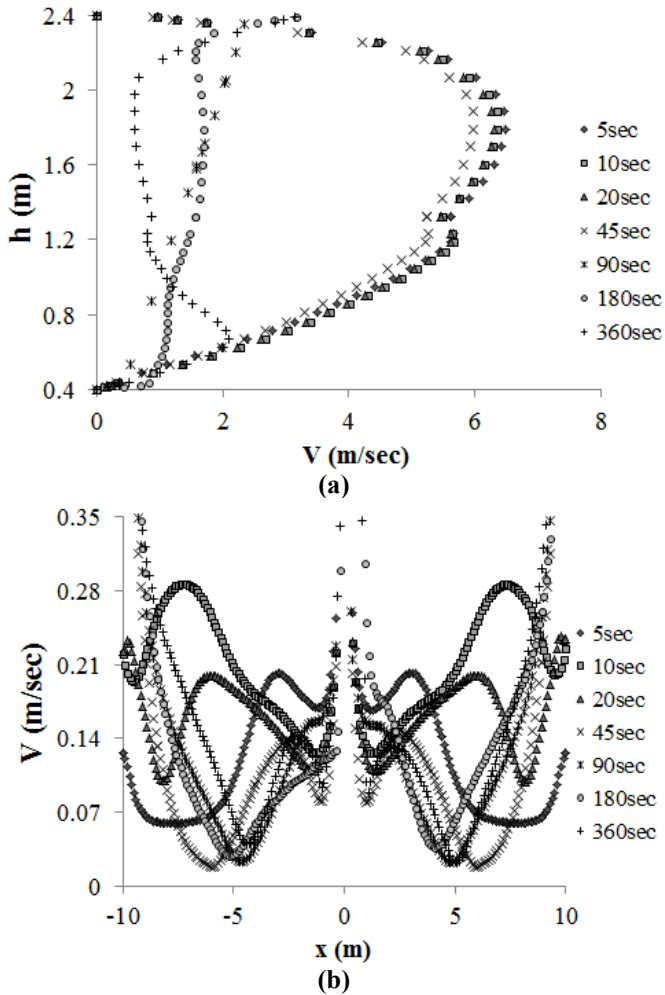 2.4
2
1.6
1.2
0.8
0.4
h (m)
0
2
4
6
8
V (m/sec)
5sec
10sec
20sec
45sec
90sec
180sec
360sec
(a)
0.35
0.28
0.21
0.14
0.07
0
V (m/sec)
-10
-5
0
5
10
x (m)
5sec
10sec
20sec
45sec
90sec
180sec
360sec
(b)